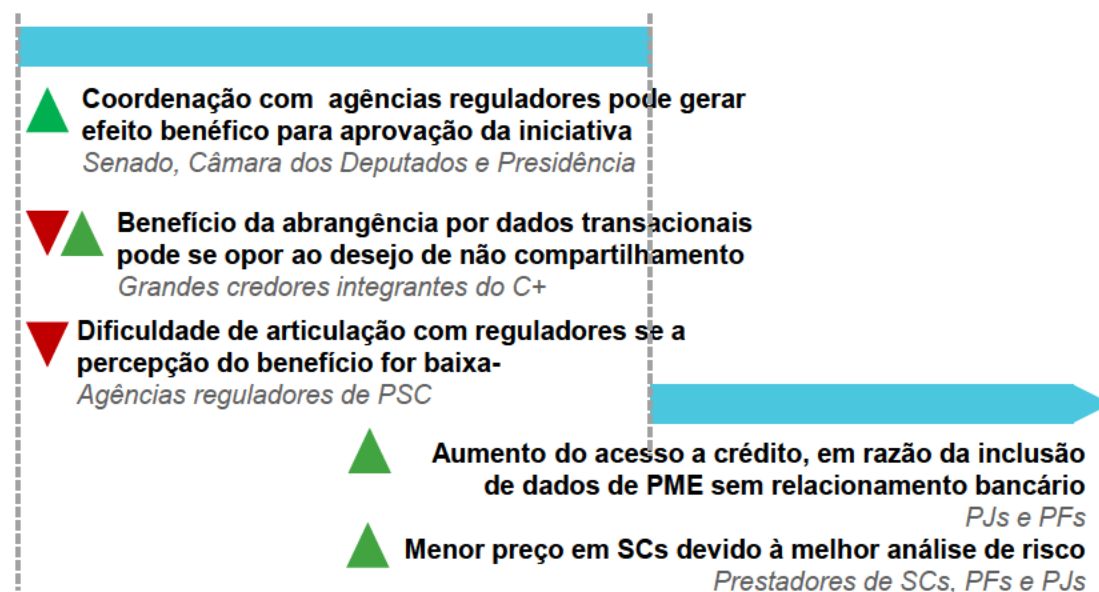 Coordenação com agências reguladores pode gerar
efeito benéfico para aprovação da iniciativa
Senado, Câmara dos Deputados e Presidência
Benefício da abrangência por dados transacionais
pode se opor ao desejo de não compartilhamento
Grandes credores integrantes do C+
Dificuldade de articulação com reguladores se a
percepção do benefício for baixa-
Agências reguladores de PSC
Aumento do acesso a crédito, em razão da inclusão
de dados de PME sem relacionamento bancário
PJs e PFs
Menor preço em SCs devido à melhor análise de risco
Prestadores de SCs, PFs e PJs